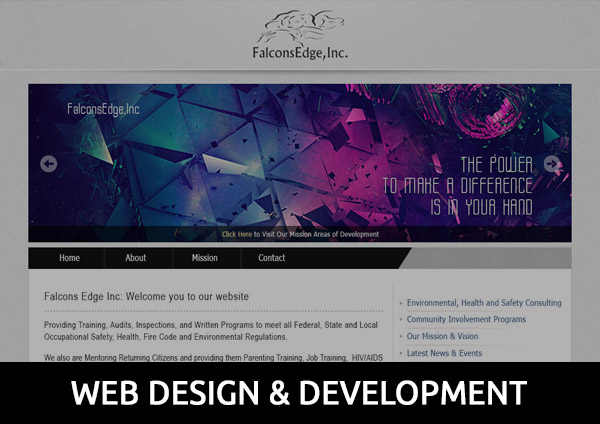 FalconsEdge,Inc.
FalconsEdge,Inc
THE POWER
TO MAKE A DIFFERENCE
IS IN YOUR HAND
Click Here to Visit Our Mission Areas of Development
Home About Mission Contact
Falcons Edge Inc: Welcome you to our website
Providing Training, Audits, Inspections, and Written Programs to meet all Federal, State and Local
Occupational Safety, Health, Fire Code and Environmental Regulations.
We also are Mentoring Returning Citizens and providing them Parenting Training, Job Training, HIV/AIDS
Environmental, Health and Safety Consulting
Community Involvement Programs
Our Mission & Vision
Latest News & Events
WEB DESIGN & DEVELOPMENT